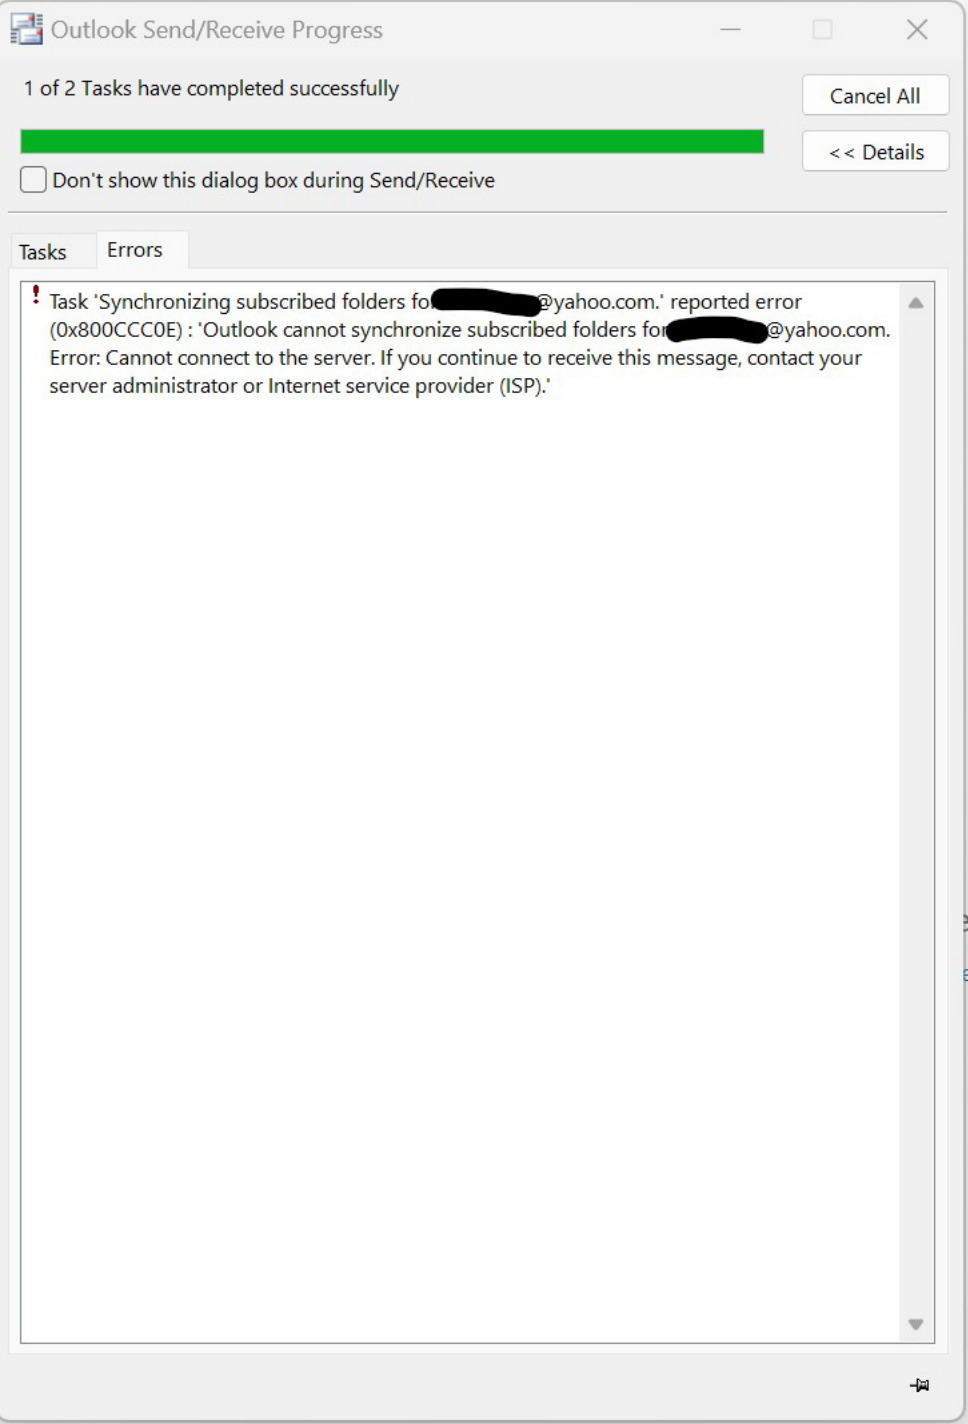 Outlook Send/Receive Progress
1 of 2 Tasks have completed successfully
Cancel All
<< Details
Don't show this dialog box during Send/Receive
Tasks
Errors
Task 'Synchronizing subscribed folders fo @yahoo.com.' reported error
(0x800CCC0E) : 'Outlook cannot synchronize subscribed folders for @yahoo.com.
Error: Cannot connect to the server. If you continue to receive this message, contact your
server administrator or Internet service provider (ISP).'